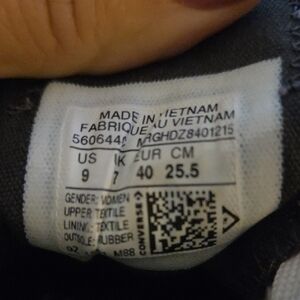 MADE IN VIETNAM
FABRIQUE AU VIETNAM
US UK EUR CM
9 7 40 25.5
GENDER: WOMEN
UPPER: TEXTILE
LINING: TEXTILE
OUTSOLE: RUBBER
CONVERSE